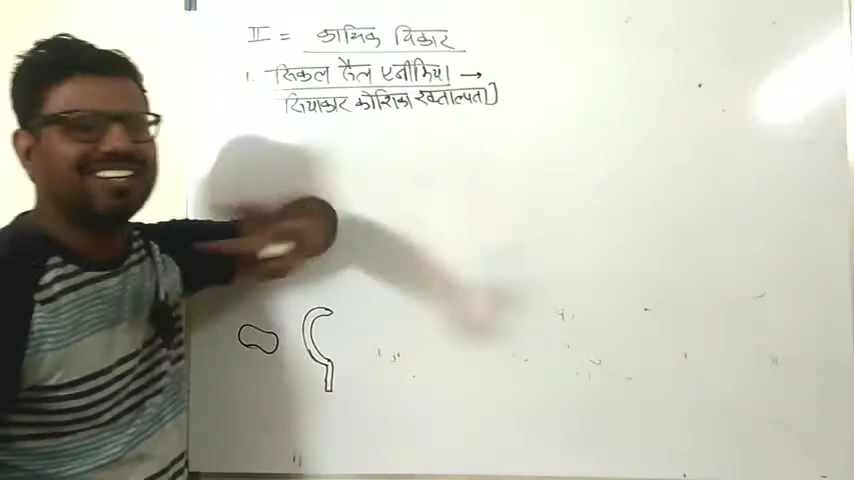 II = कायिक विकार
1. सिकल सैल एनीमिया →
सियाकार कोशिका रक्ताल्पता]